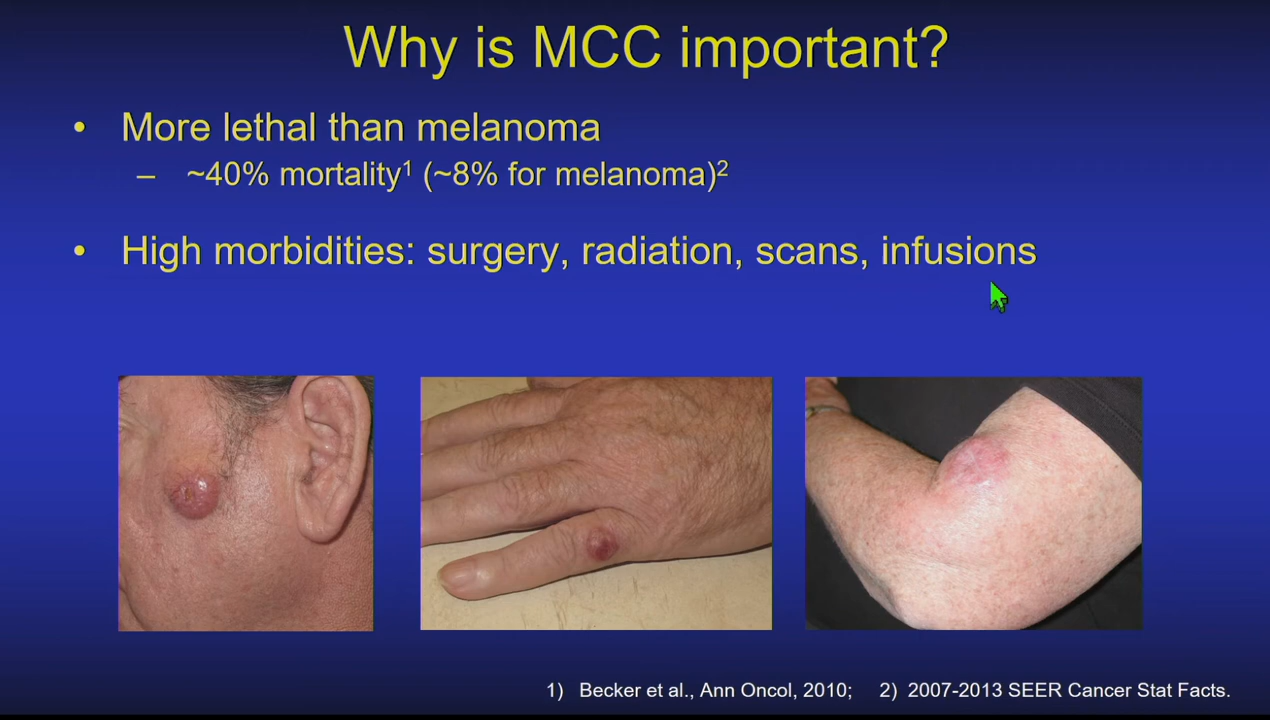 Why is MCC important?
• More lethal than melanoma
– ~40% mortality¹ (~8% for melanoma)²
• High morbidities: surgery, radiation, scans, infusions
1) Becker et al., Ann Oncol, 2010; 2) 2007-2013 SEER Cancer Stat Facts.